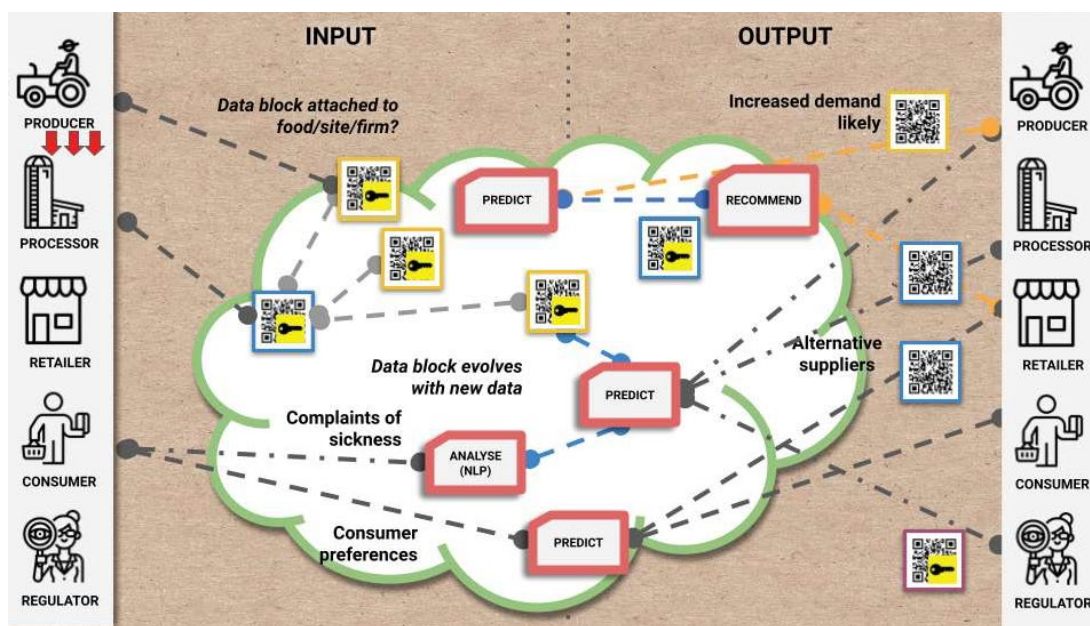 INPUT
OUTPUT
PRODUCER
PROCESSOR
RETAILER
CONSUMER
REGULATOR
Data block attached to
food/site/firm?
PREDICT
RECOMMEND
Increased demand
likely
Data block evolves
with new data
PREDICT
Alternative
suppliers
Complaints of
sickness
ANALYSE
(NLP)
Consumer
preferences
PREDICT
PRODUCER
PROCESSOR
RETAILER
CONSUMER
REGULATOR